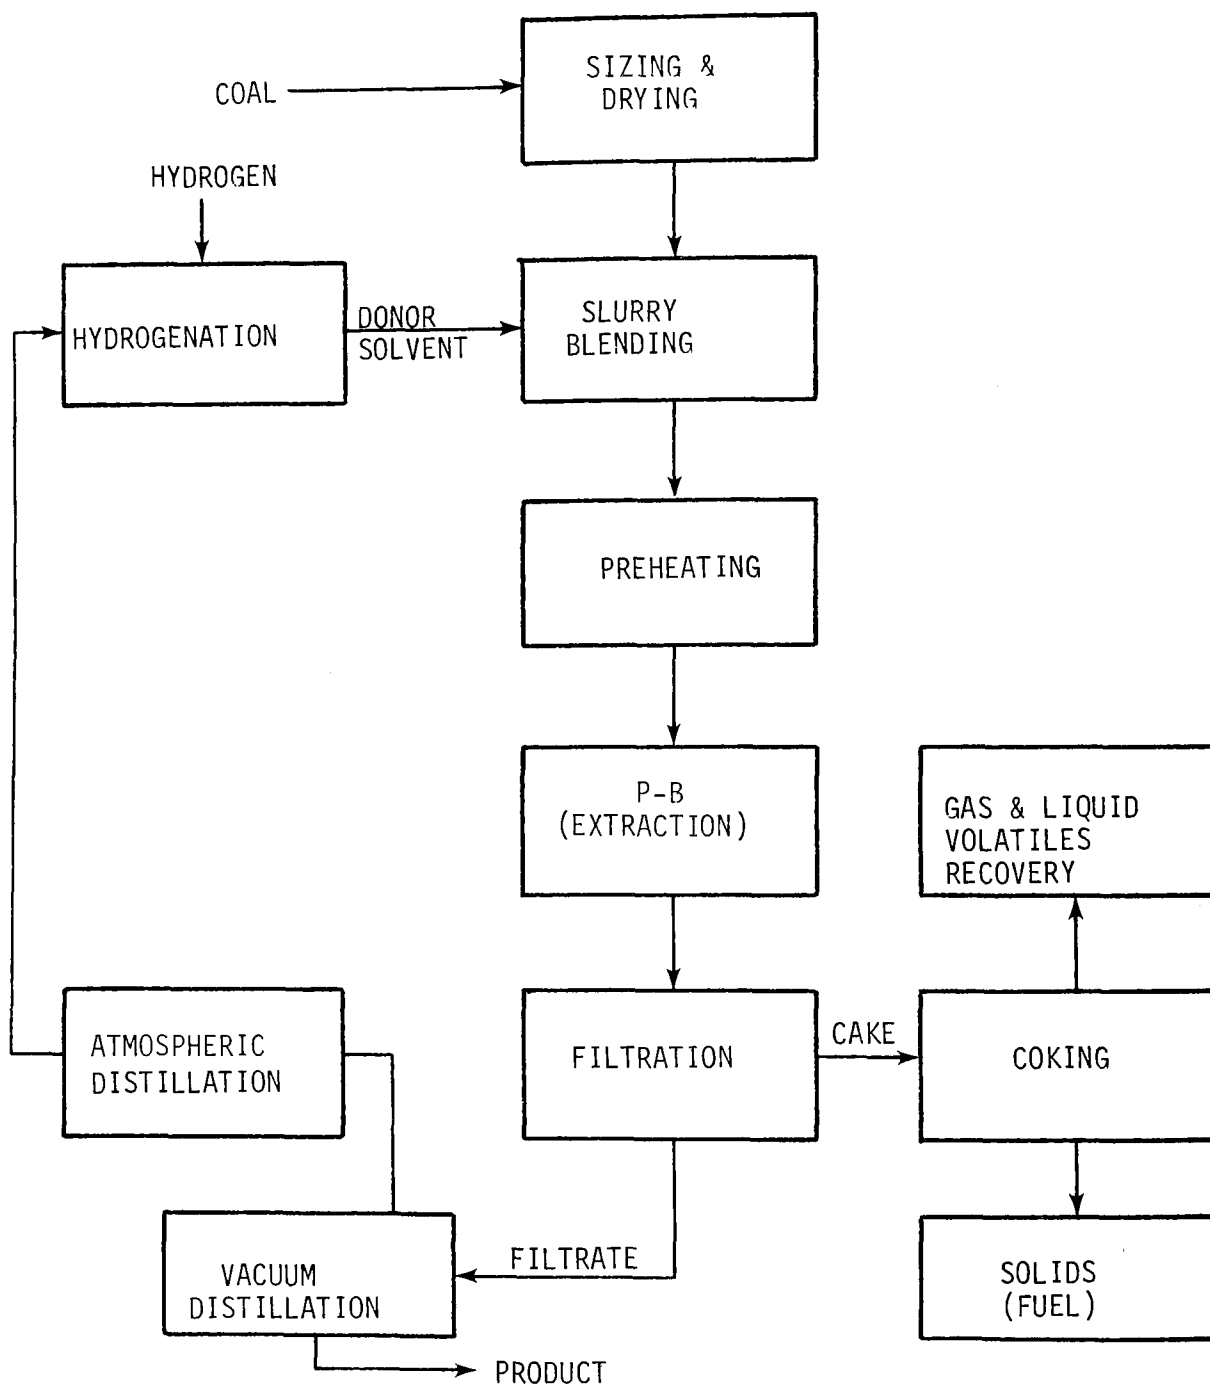 SIZING &
DRYING
COAL
HYDROGEN
HYDROGENATION
DONOR
SOLVENT
SLURRY
BLENDING
PREHEATING
P-B
(EXTRACTION)
GAS & LIQUID
VOLATILES
RECOVERY
ATMOSPHERIC
DISTILLATION
FILTRATION
CAKE
COKING
FILTRATE
VACUUM
DISTILLATION
SOLIDS
(FUEL)
PRODUCT